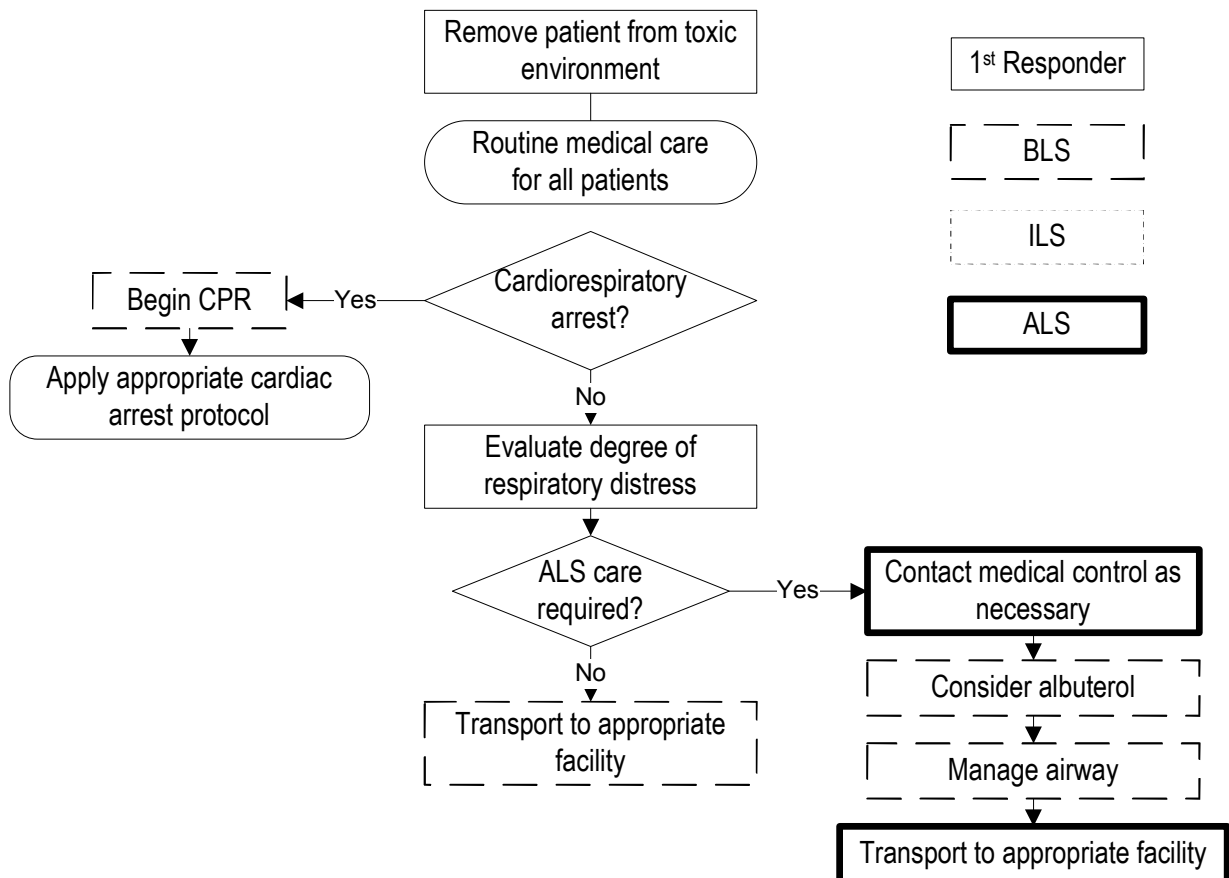 Remove patient from toxic
environment
1st Responder
Routine medical care
for all patients
BLS
ILS
Cardiorespiratory
arrest?
Yes
Begin CPR
ALS
Apply appropriate cardiac
arrest protocol
No
Evaluate degree of
respiratory distress
ALS care
required?
Yes
Contact medical control as
necessary
No
Consider albuterol
Transport to appropriate
facility
Manage airway
Transport to appropriate facility